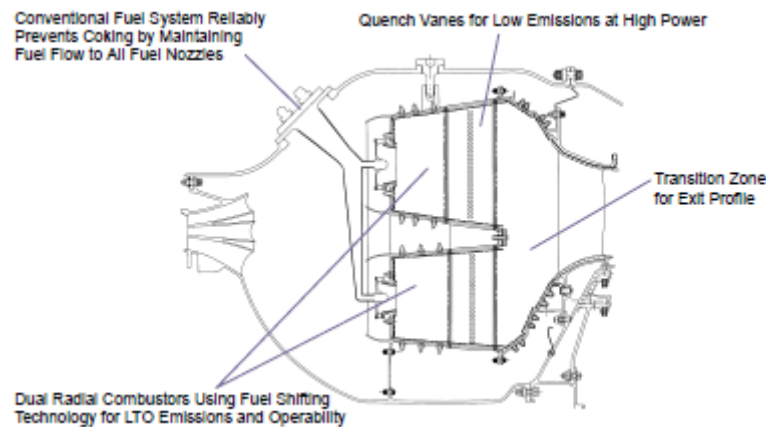 Conventional Fuel System Reliably
Prevents Coking by Maintaining
Fuel Flow to All Fuel Nozzles
Quench Vanes for Low Emissions at High Power
Transition Zone
for Exit Profile
Dual Radial Combustors Using Fuel Shifting
Technology for LTO Emissions and Operability